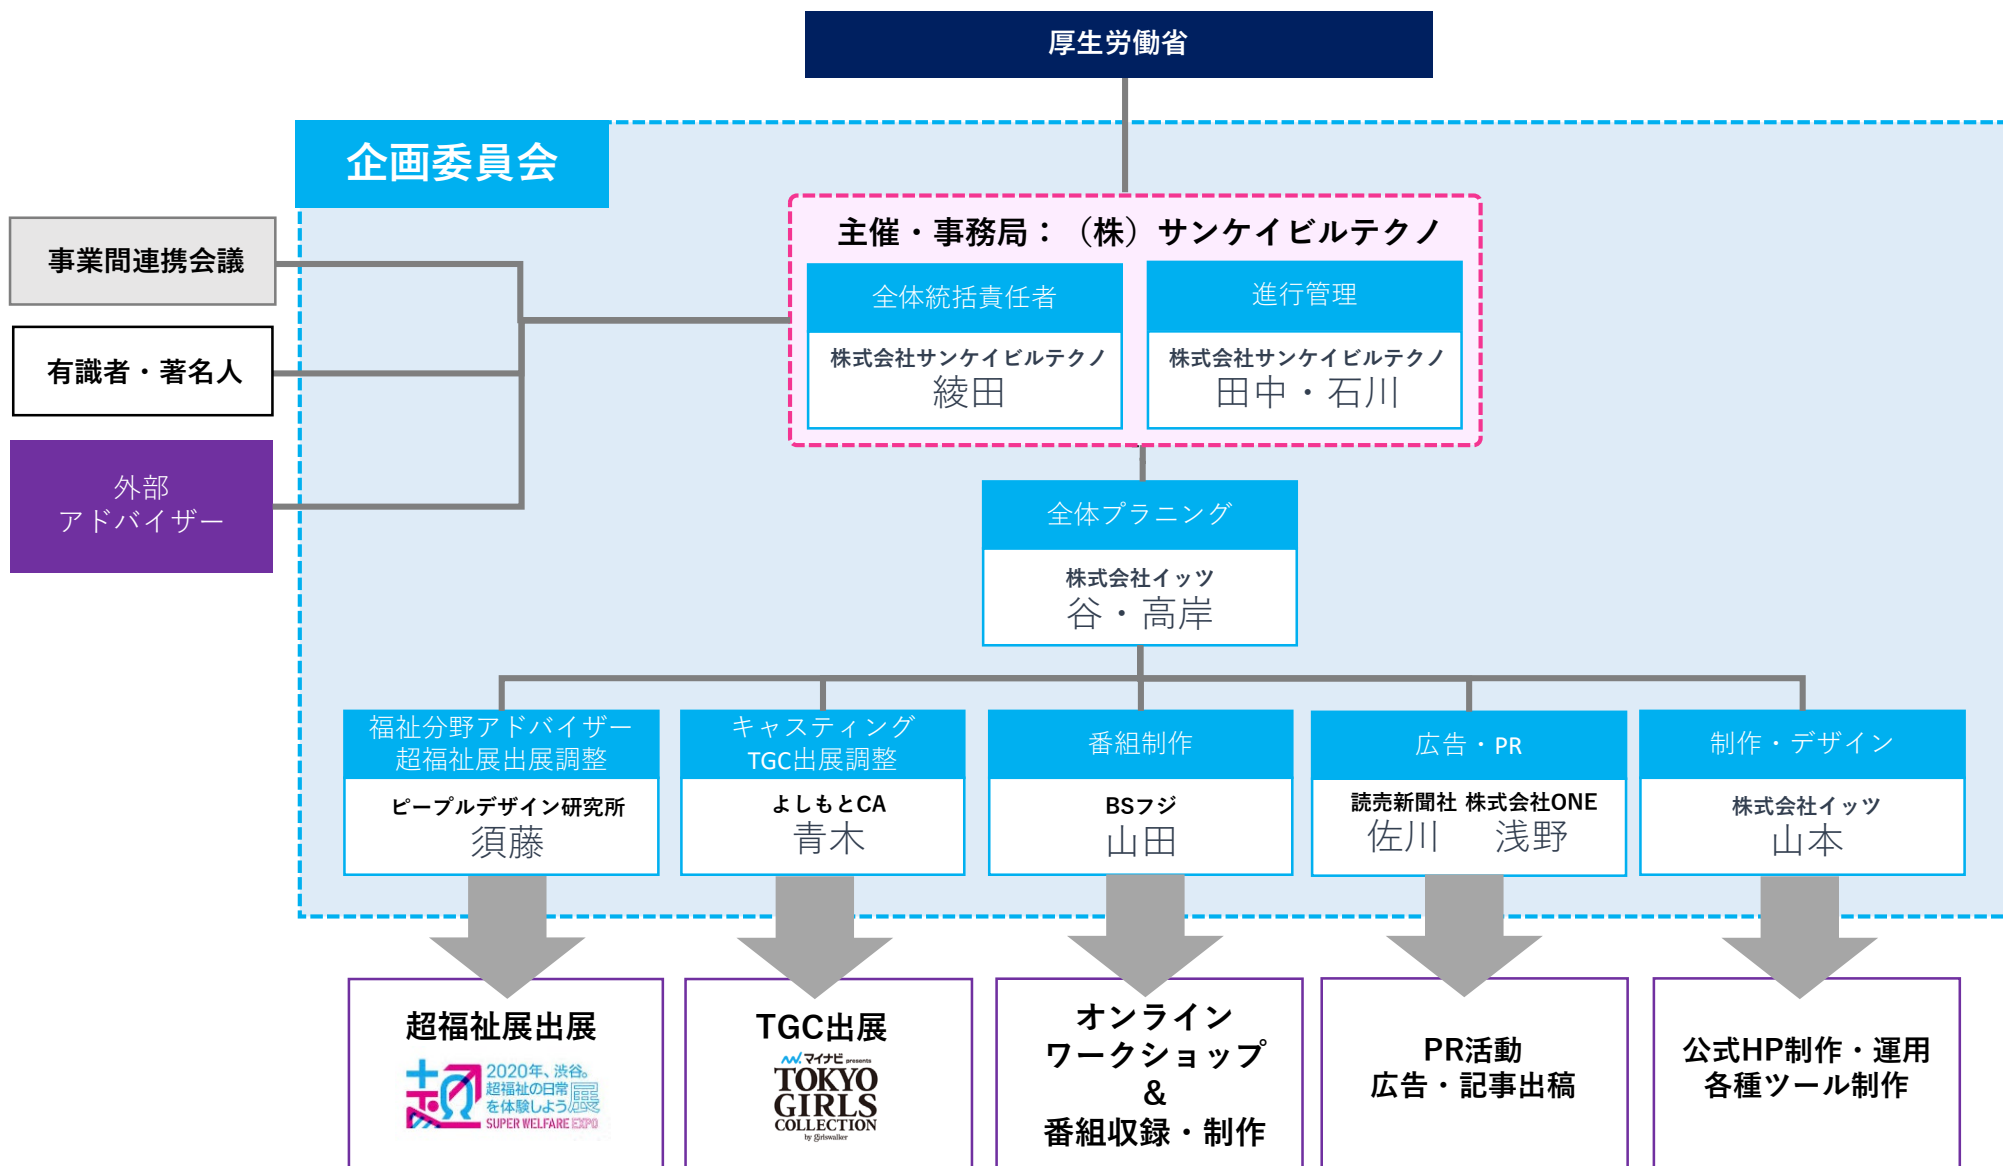 厚生労働省
企画委員会
事業間連携会議
有識者・著名人
外部
アドバイザー
主催・事務局：（株）サンケイビルテクノ
全体統括責任者
株式会社サンケイビルテクノ
綾田
進行管理
株式会社サンケイビルテクノ
田中・石川
全体プラニング
株式会社イッツ
谷・高岸
福祉分野アドバイザー
超福祉展出展調整
ピープルデザイン研究所
須藤
キャスティング
TGC出展調整
よしもとCA
青木
番組制作
BSフジ
山田
広告・PR
読売新聞社 株式会社ONE
佐川 浅野
制作・デザイン
株式会社イッツ
山本
超福祉展出展
超福祉展
2020年、渋谷。
超福祉の日常
を体験しよう展
SUPER WELFARE EXPO
TGC出展
マイナビ presents
TOKYO
GIRLS
COLLECTION
by girlswalker
オンライン
ワークショップ
&
番組収録・制作
PR活動
広告・記事出稿
公式HP制作・運用
各種ツール制作